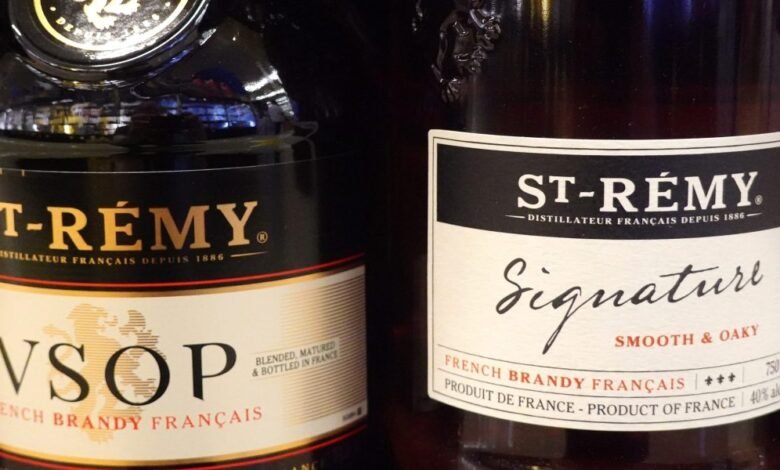 T-RÉMY®
DISTILLATEUR FRANÇAIS DEPUIS 1886
VSOP
BLENDED, MATURED
& BOTTLED IN FRANCE
FRENCH BRANDY FRANÇAIS
ST-RÉMY®
DISTILLATEUR FRANÇAIS DEPUIS 1886
Signature
SMOOTH & OAKY
FRENCH BRANDY FRANÇAIS
750
PRODUIT DE FRANCE - PRODUCT OF FRANCE
40% al